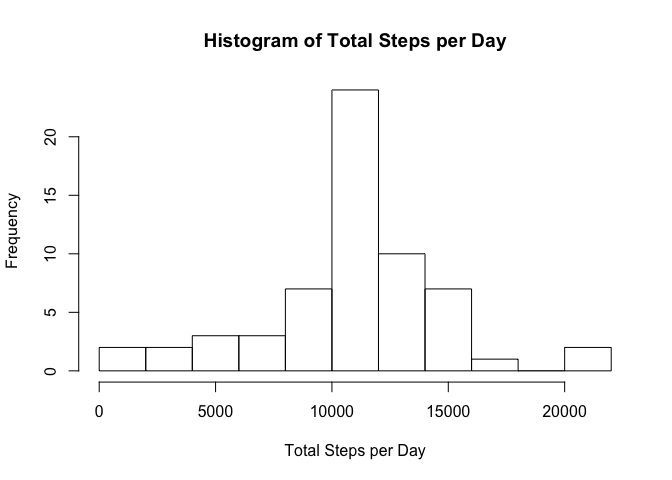 Histogram of Total Steps per Day
Frequency
20
15
10
5
0
0 5000 10000 15000 20000
Total Steps per Day